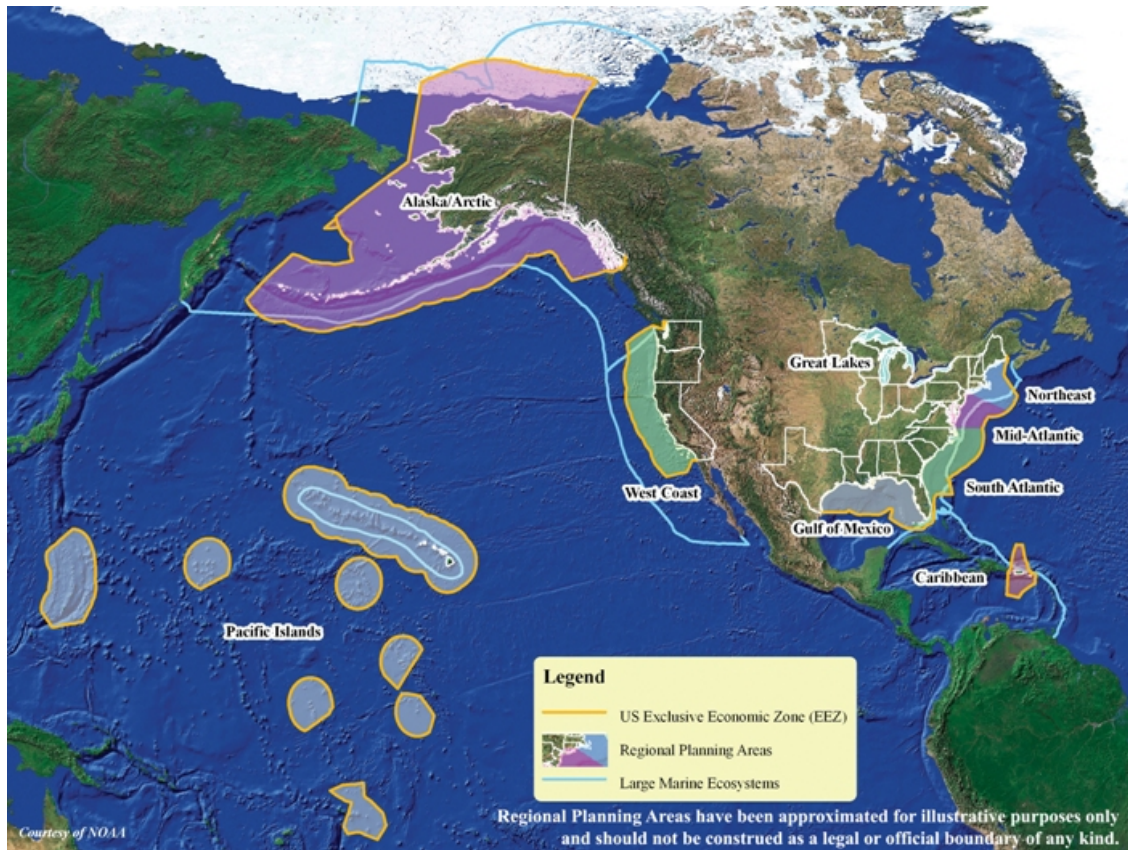 Alaska/Arctic
Great Lakes
Northeast
Mid-Atlantic
West Coast
South Atlantic
Gulf of Mexico
Caribbean
Pacific Islands
Legend
US Exclusive Economic Zone (EEZ)
Regional Planning Areas
Large Marine Ecosystems
Courtesy of NOAA
Regional Planning Areas have been approximated for illustrative purposes only
and should not be construed as a legal or official boundary of any kind.